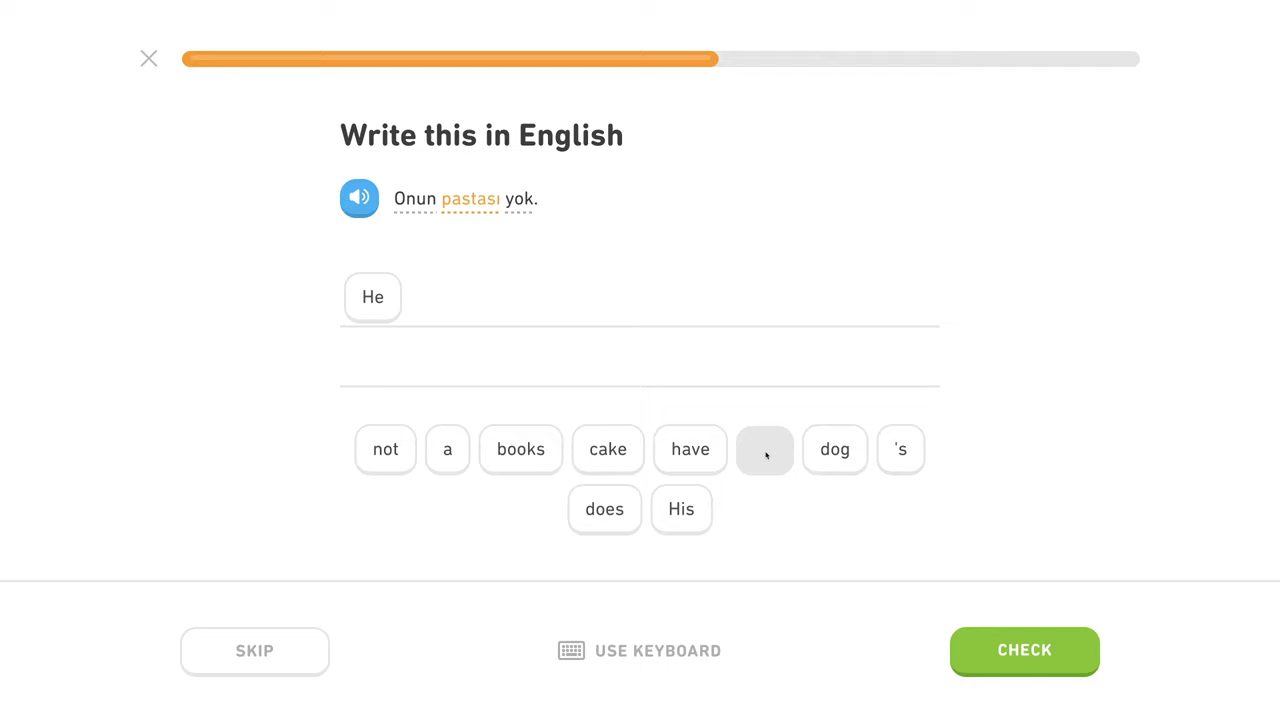 Write this in English
Onun pastası yok.
He
not a books cake have dog 's
does His
SKIP USE KEYBOARD CHECK